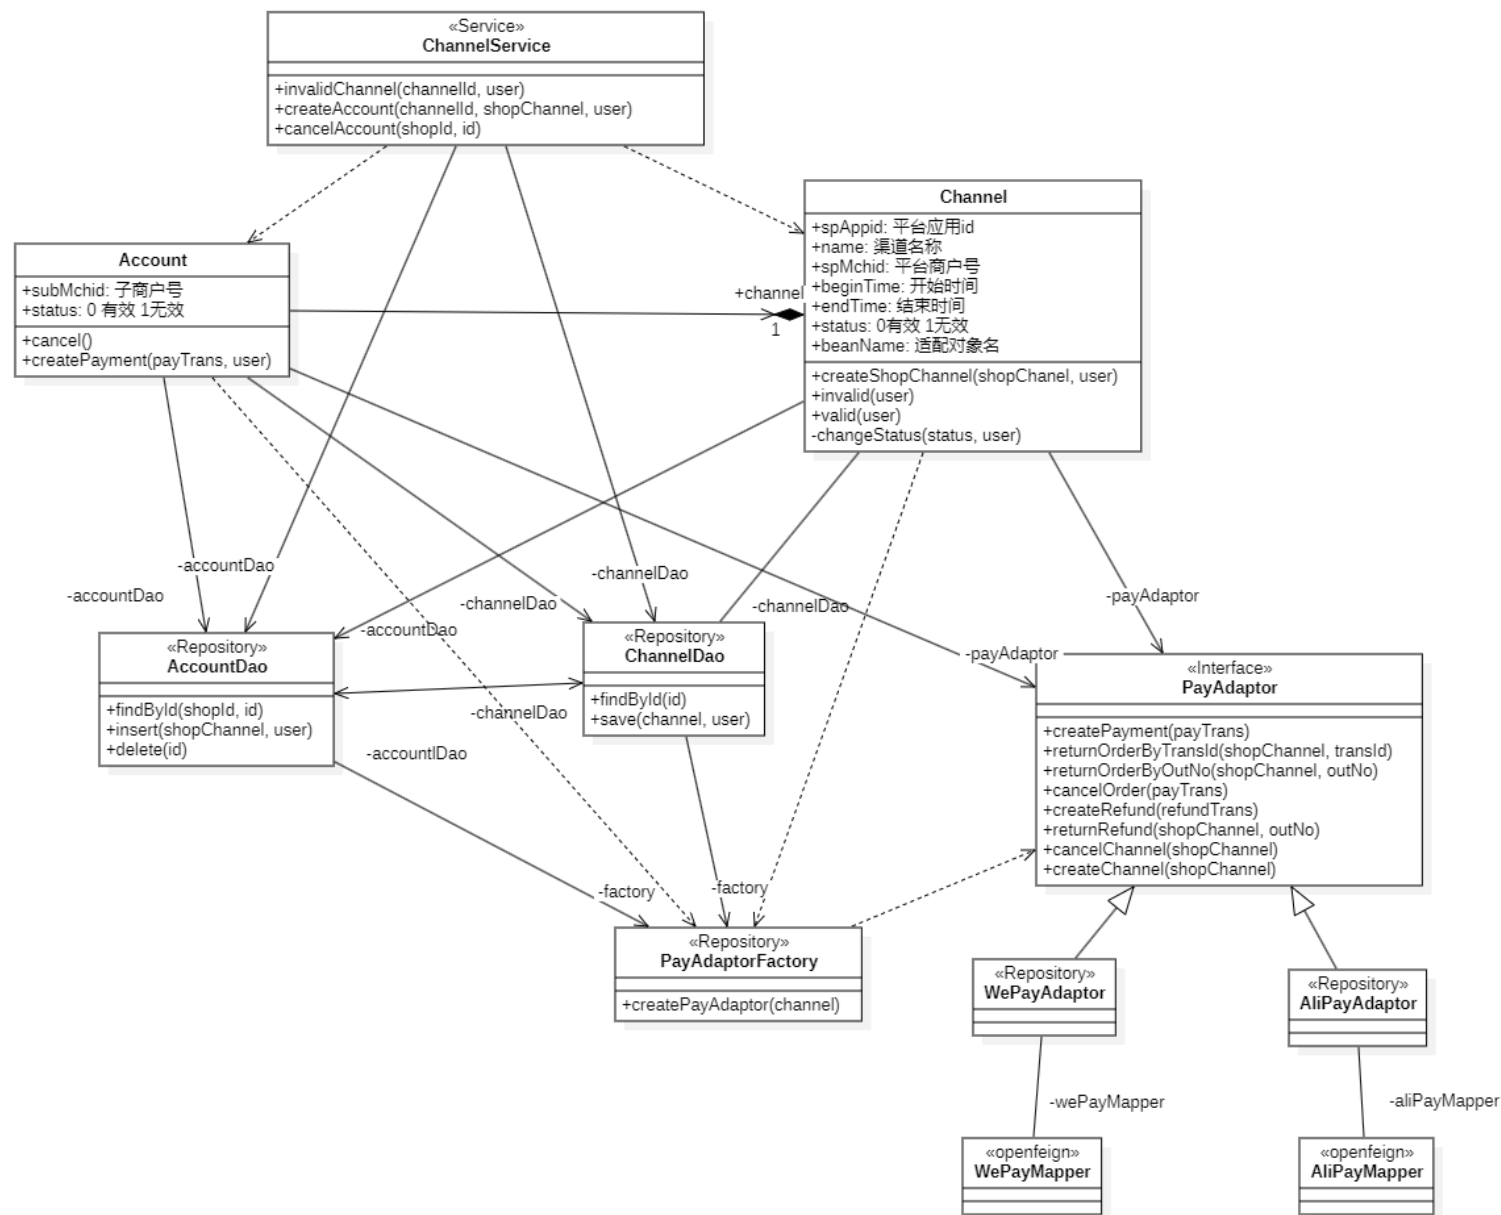 «Service»
ChannelService
+invalidChannel(channelId, user)
+createAccount(channelId, shopChannel, user)
+cancelAccount(shopId, id)
Channel
+spAppid: 平台应用id
+name: 渠道名称
+spMchid: 平台商户号
+beginTime: 开始时间
+endTime: 结束时间
+status: 0有效 1无效
+beanName: 适配对象名
+createShopChannel(shopChanel, user)
+invalid(user)
+valid(user)
-changeStatus(status, user)
Account
+subMchid: 子商户号
+status: 0 有效 1无效
+cancel()
+createPayment(payTrans, user)
+channel
1
-accountDao
-accountDao
-channelDao
-channelDao
-accountDao
-channelDao
-payAdaptor
-payAdaptor
«Repository»
AccountDao
+findById(shopId, id)
+insert(shopChannel, user)
+delete(id)
«Repository»
ChannelDao
+findById(id)
+save(channel, user)
-channelDao
-accountlDao
«Interface»
PayAdaptor
+createPayment(payTrans)
+returnOrderByTransId(shopChannel, transId)
+returnOrderByOutNo(shopChannel, outNo)
+cancelOrder(payTrans)
+createRefund(refundTrans)
+returnRefund(shopChannel, outNo)
+cancelChannel(shopChannel)
+createChannel(shopChannel)
-factory
-factory
«Repository»
PayAdaptorFactory
+createPayAdaptor(channel)
«Repository»
WePayAdaptor
«Repository»
AliPayAdaptor
-wePayMapper
-aliPayMapper
«openfeign»
WePayMapper
«openfeign»
AliPayMapper